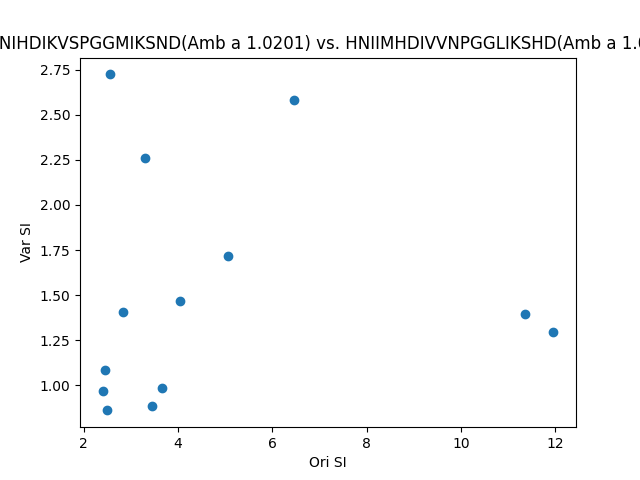 NIHDIKVSPGGMIKSND(Amb a 1.0201) vs. HNIIMHDIVVNPGGLIKSHD(Amb a 1.0
2.75
2.50
2.25
2.00
1.75
1.50
1.25
1.00
Var SI
2 4 6 8 10 12
Ori SI